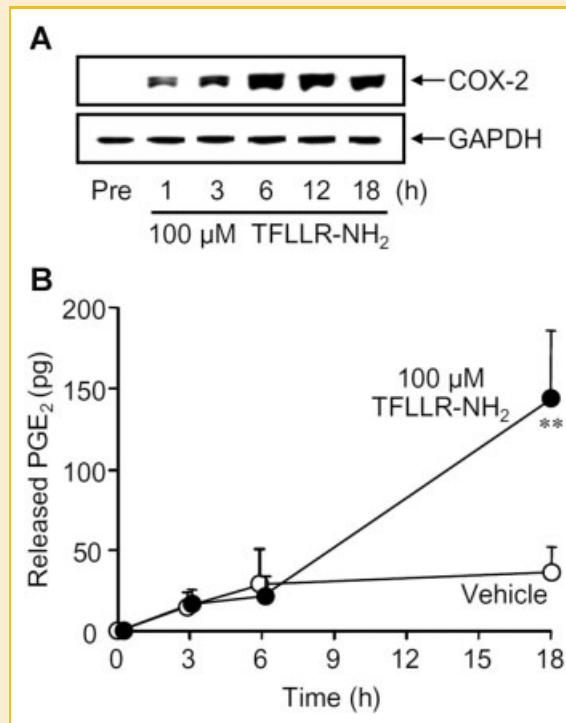 A
COX-2
GAPDH
Pre 1 3 6 12 18 (h)
100 µM TFLLR-NH₂
B
200
150
100
50
0
Released PGE₂ (pg)
100 µM
TFLLR-NH₂
**
Vehicle
0 3 6 9 12 15 18
Time (h)